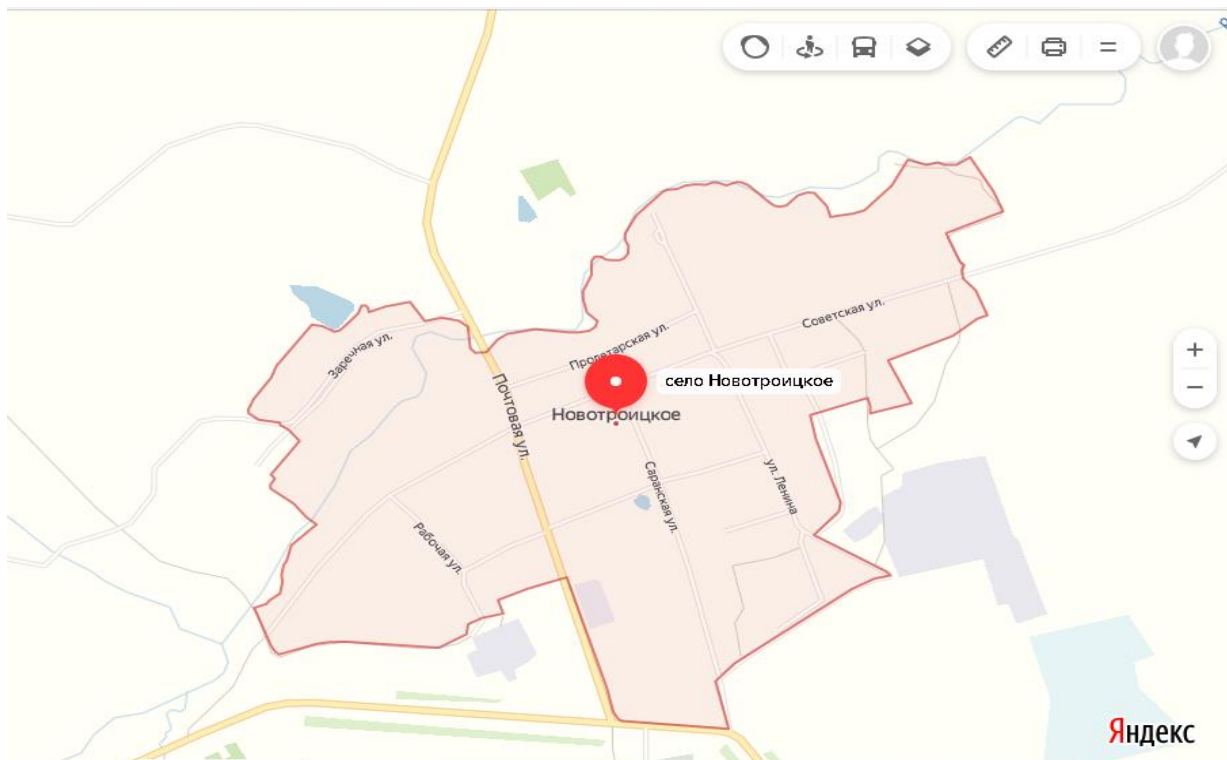 Советская ул.
Пролетарская ул.
Заречная ул.
село Новотроицкое
Почтовая ул.
Новотроицкое
Саранская ул.
ул. Ленина
Рабочая ул.
Яндекс